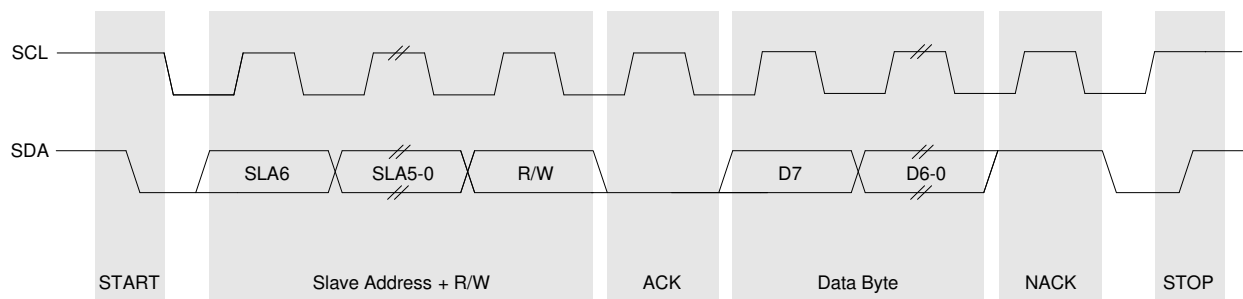 SCL
SDA
SLA6 SLA5-0 R/W D7 D6-0
START Slave Address + R/W ACK Data Byte NACK STOP